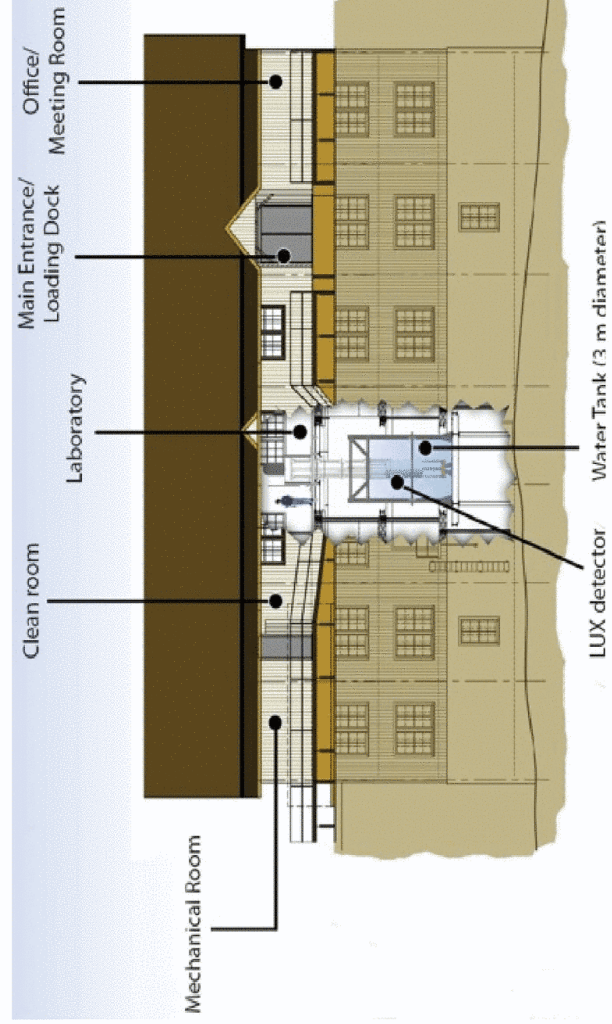 Mechanical Room
Clean room
Laboratory
Main Entrance/
Loading Dock
Office/
Meeting Room
LUX detector
Water Tank (3 m diameter)